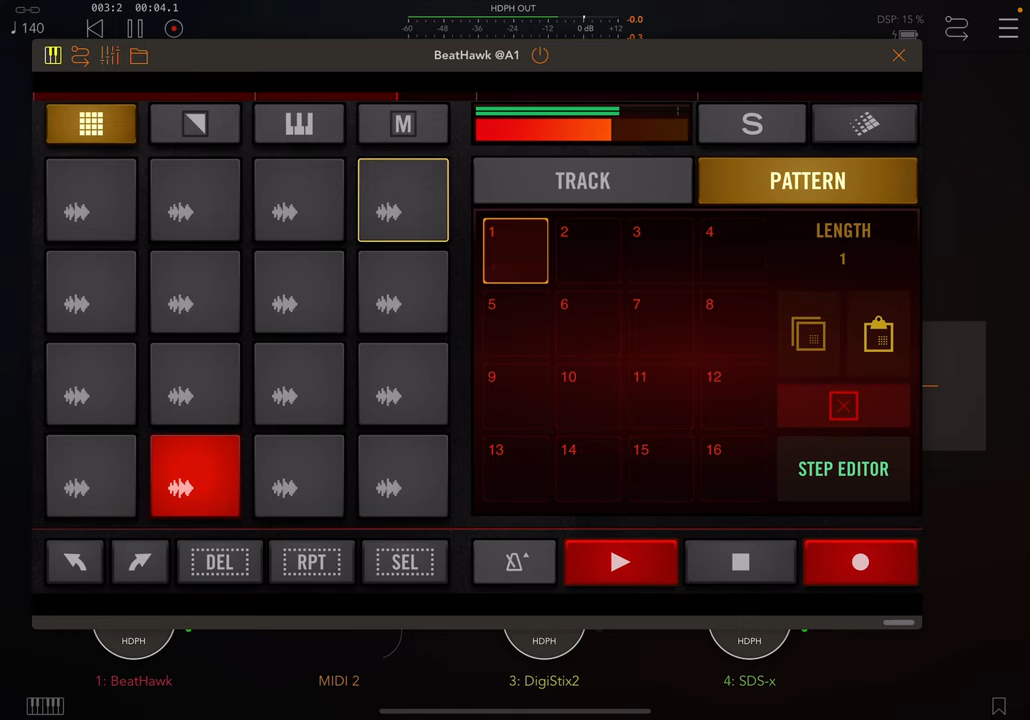 003:2 00:04.1
HDPH OUT
♩140
-60 -48 -36 -24 -12 0 dB +12
-0.0
-0.3
DSP: 15 %
BeatHawk @A1
M
S
TRACK
PATTERN
1 2 3 4
LENGTH
1
5 6 7 8
9 10 11 12
13 14 15 16
STEP EDITOR
DEL
RPT
SEL
HDPH
HDPH
HDPH
1: BeatHawk
MIDI 2
3: DigiStix2
4: SDS-x